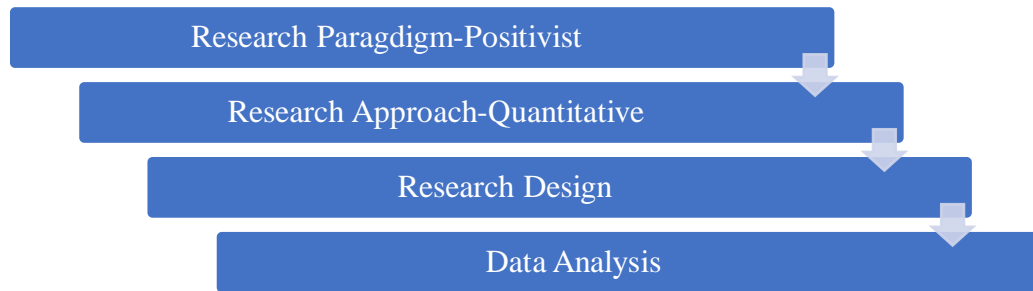 Research Paragdigm-Positivist
Research Approach-Quantitative
Research Design
Data Analysis